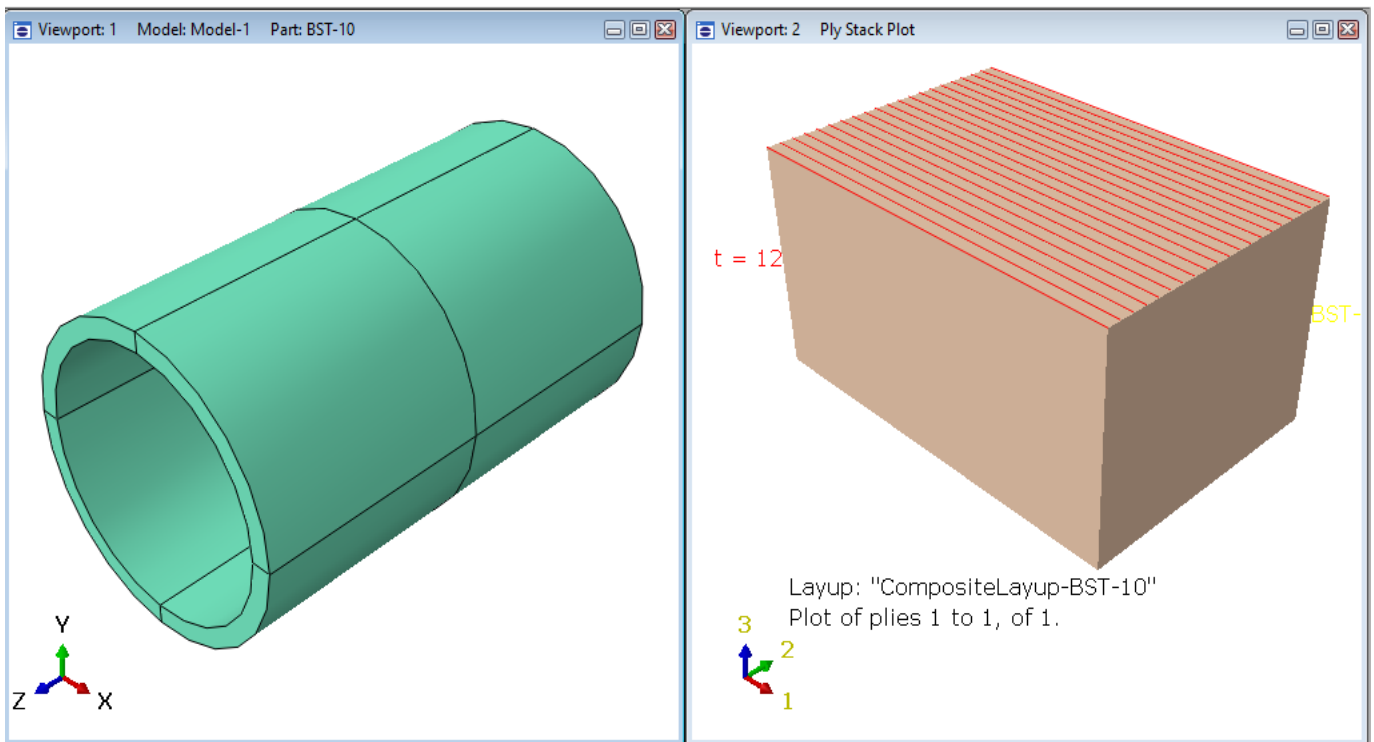 Viewport: 1 Model: Model-1 Part: BST-10
Viewport: 2 Ply Stack Plot
t = 12
BST-
Layup: "CompositeLayup-BST-10"
Plot of plies 1 to 1, of 1.
Y
Z
X
3
2
1